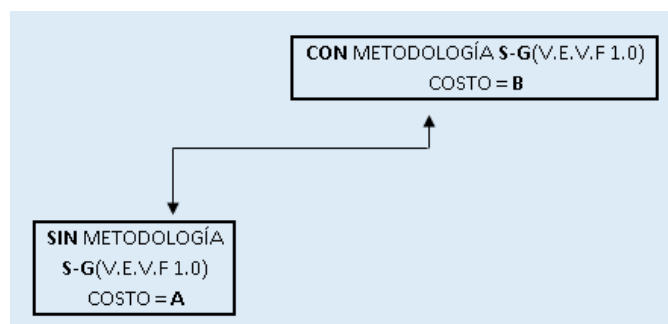 CON METODOLOGÍA S-G(V.E.V.F 1.0)
COSTO = B
SIN METODOLOGÍA
S-G(V.E.V.F 1.0)
COSTO = A